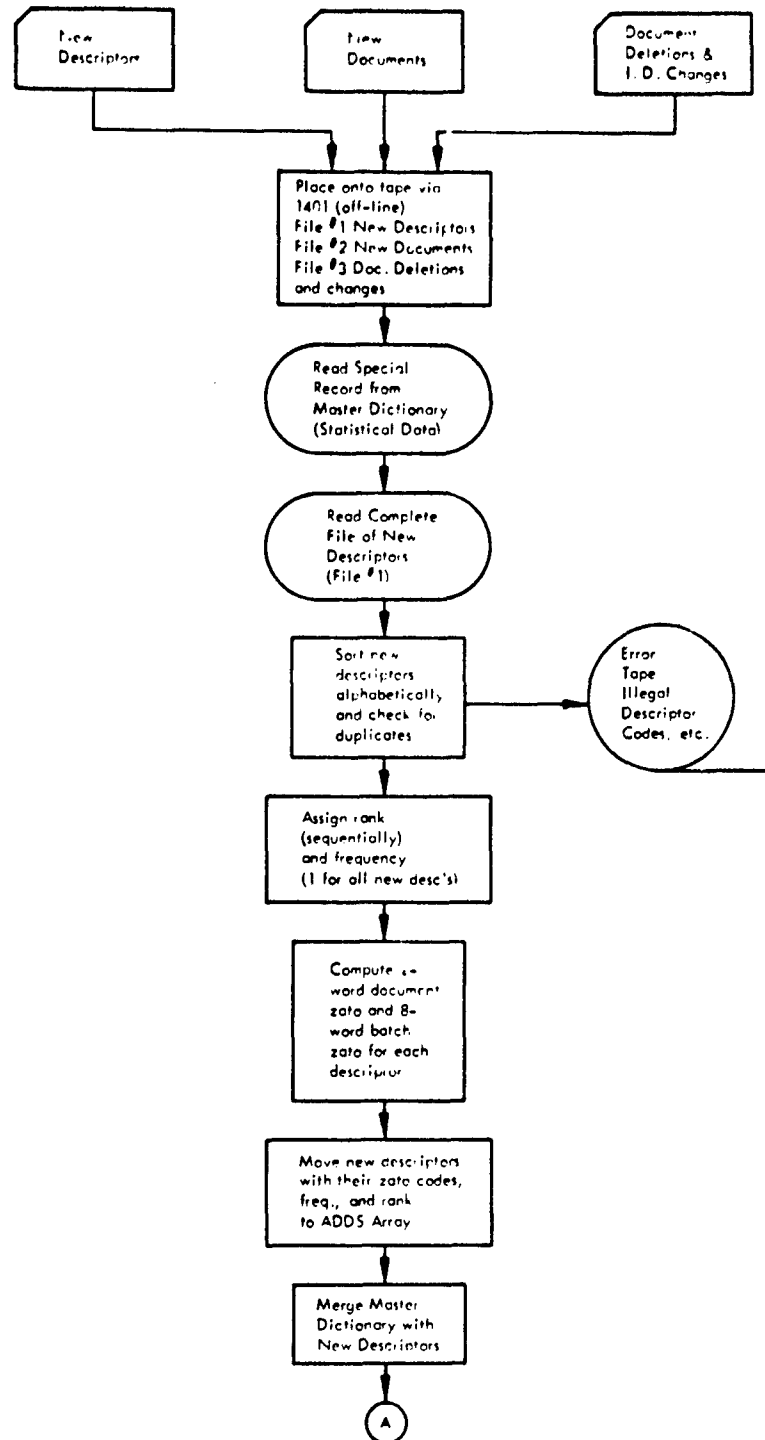 New
Descriptors
New
Documents
Document
Deletions &
I. D. Changes
Place onto tape via
1401 (off-line)
File #1 New Descriptors
File #2 New Documents
File #3 Doc. Deletions
and changes
Read Special
Record from
Master Dictionary
(Statistical Data)
Read Complete
File of New
Descriptors
(File #1)
Sort new
descriptors
alphabetically
and check for
duplicates
Error
Tape
Illegal
Descriptor
Codes, etc.
Assign rank
(sequentially)
and frequency
(1 for all new desc's)
Compute
word document
zato and 8-
word batch
zato for each
descriptor
Move new descriptors
with their zato codes,
freq., and rank
to ADDS Array
Merge Master
Dictionary with
New Descriptors
A